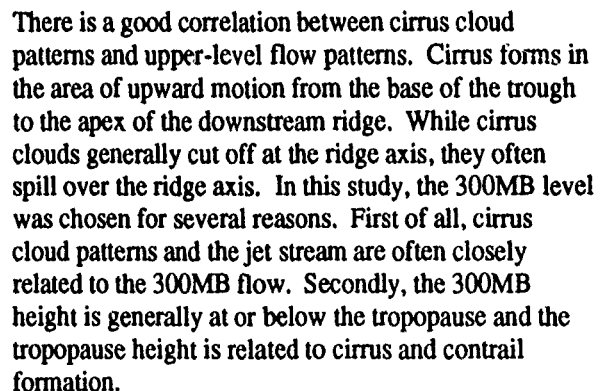 There is a good correlation between cirrus cloud
patterns and upper-level flow patterns. Cirrus forms in
the area of upward motion from the base of the trough
to the apex of the downstream ridge. While cirrus
clouds generally cut off at the ridge axis, they often
spill over the ridge axis. In this study, the 300MB level
was chosen for several reasons. First of all, cirrus
cloud patterns and the jet stream are often closely
related to the 300MB flow. Secondly, the 300MB
height is generally at or below the tropopause and the
tropopause height is related to cirrus and contrail
formation.